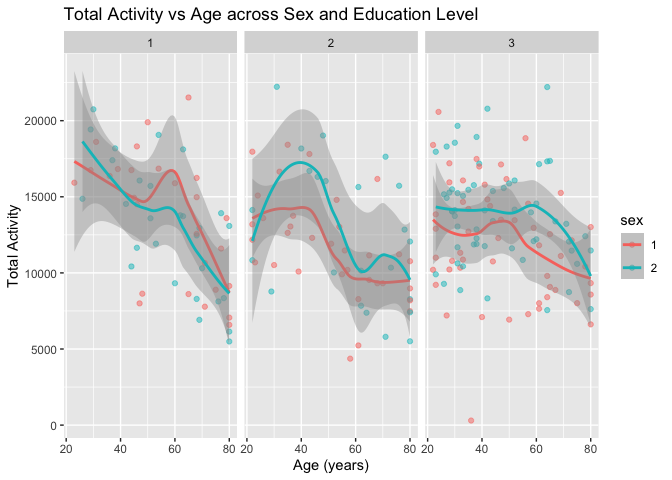 Total Activity vs Age across Sex and Education Level
1 2 3
20000
15000
10000
5000
0
Total Activity
20 40 60 80 20 40 60 80 20 40 60 80
Age (years)
sex
1
2